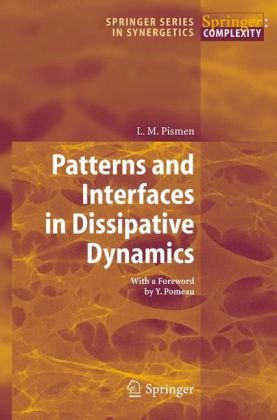 SPRINGER SERIES
IN SYNERGETICS
Springer:
COMPLEXITY
L. M. Pismen
Patterns and
Interfaces
in Dissipative
Dynamics
With a Foreword
by Y. Pomeau
Springer